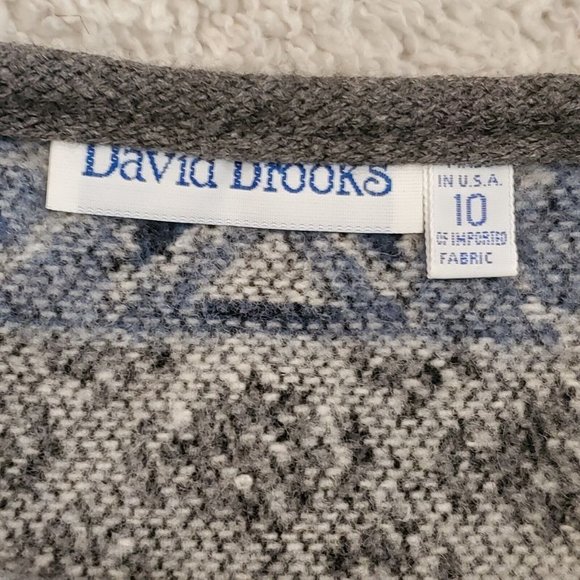 David Brooks
IN U.S.A.
10
OF IMPORTED
FABRIC